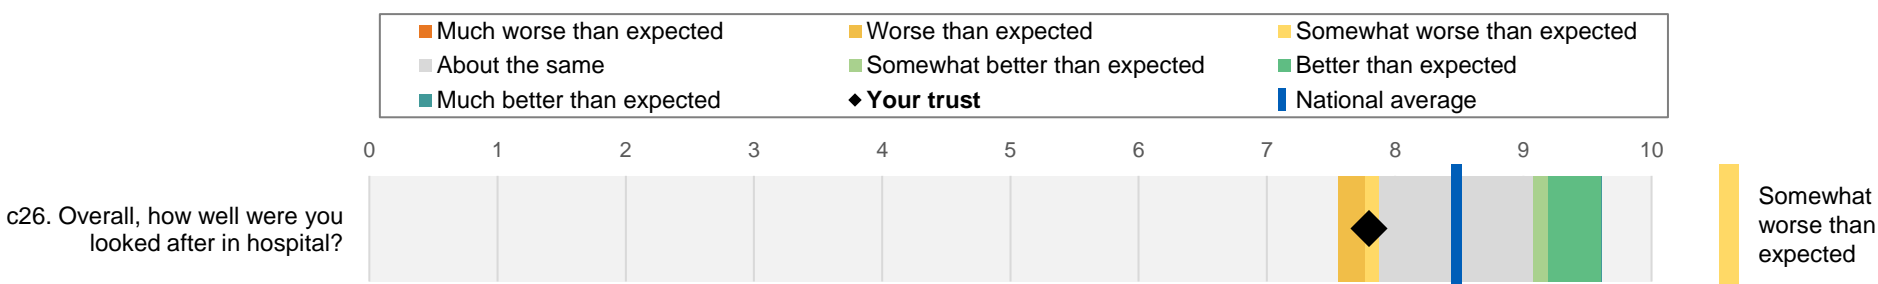 Much worse than expected
Worse than expected
Somewhat worse than expected
About the same
Somewhat better than expected
Better than expected
Much better than expected
Your trust
National average
0 1 2 3 4 5 6 7 8 9 10
c26. Overall, how well were you
looked after in hospital?
Somewhat
worse than
expected